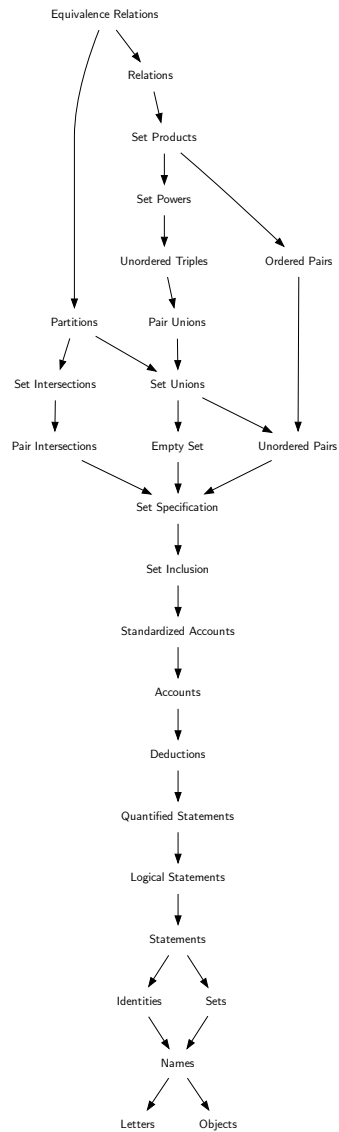 Equivalence Relations
Relations
Set Products
Set Powers
Unordered Triples
Ordered Pairs
Partitions
Pair Unions
Set Intersections
Set Unions
Pair Intersections
Empty Set
Unordered Pairs
Set Specification
Set Inclusion
Standardized Accounts
Accounts
Deductions
Quantified Statements
Logical Statements
Statements
Identities
Sets
Names
Letters
Objects